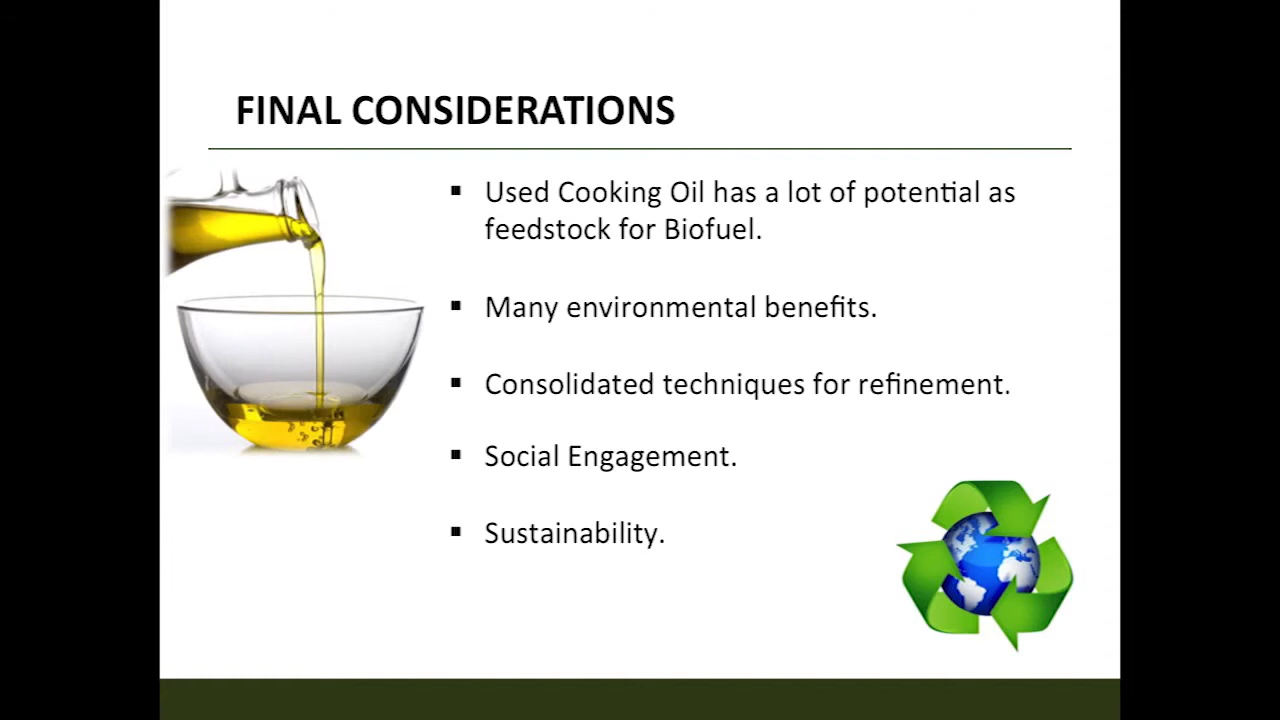 FINAL CONSIDERATIONS
▪ Used Cooking Oil has a lot of potential as
feedstock for Biofuel.
▪ Many environmental benefits.
▪ Consolidated techniques for refinement.
▪ Social Engagement.
▪ Sustainability.